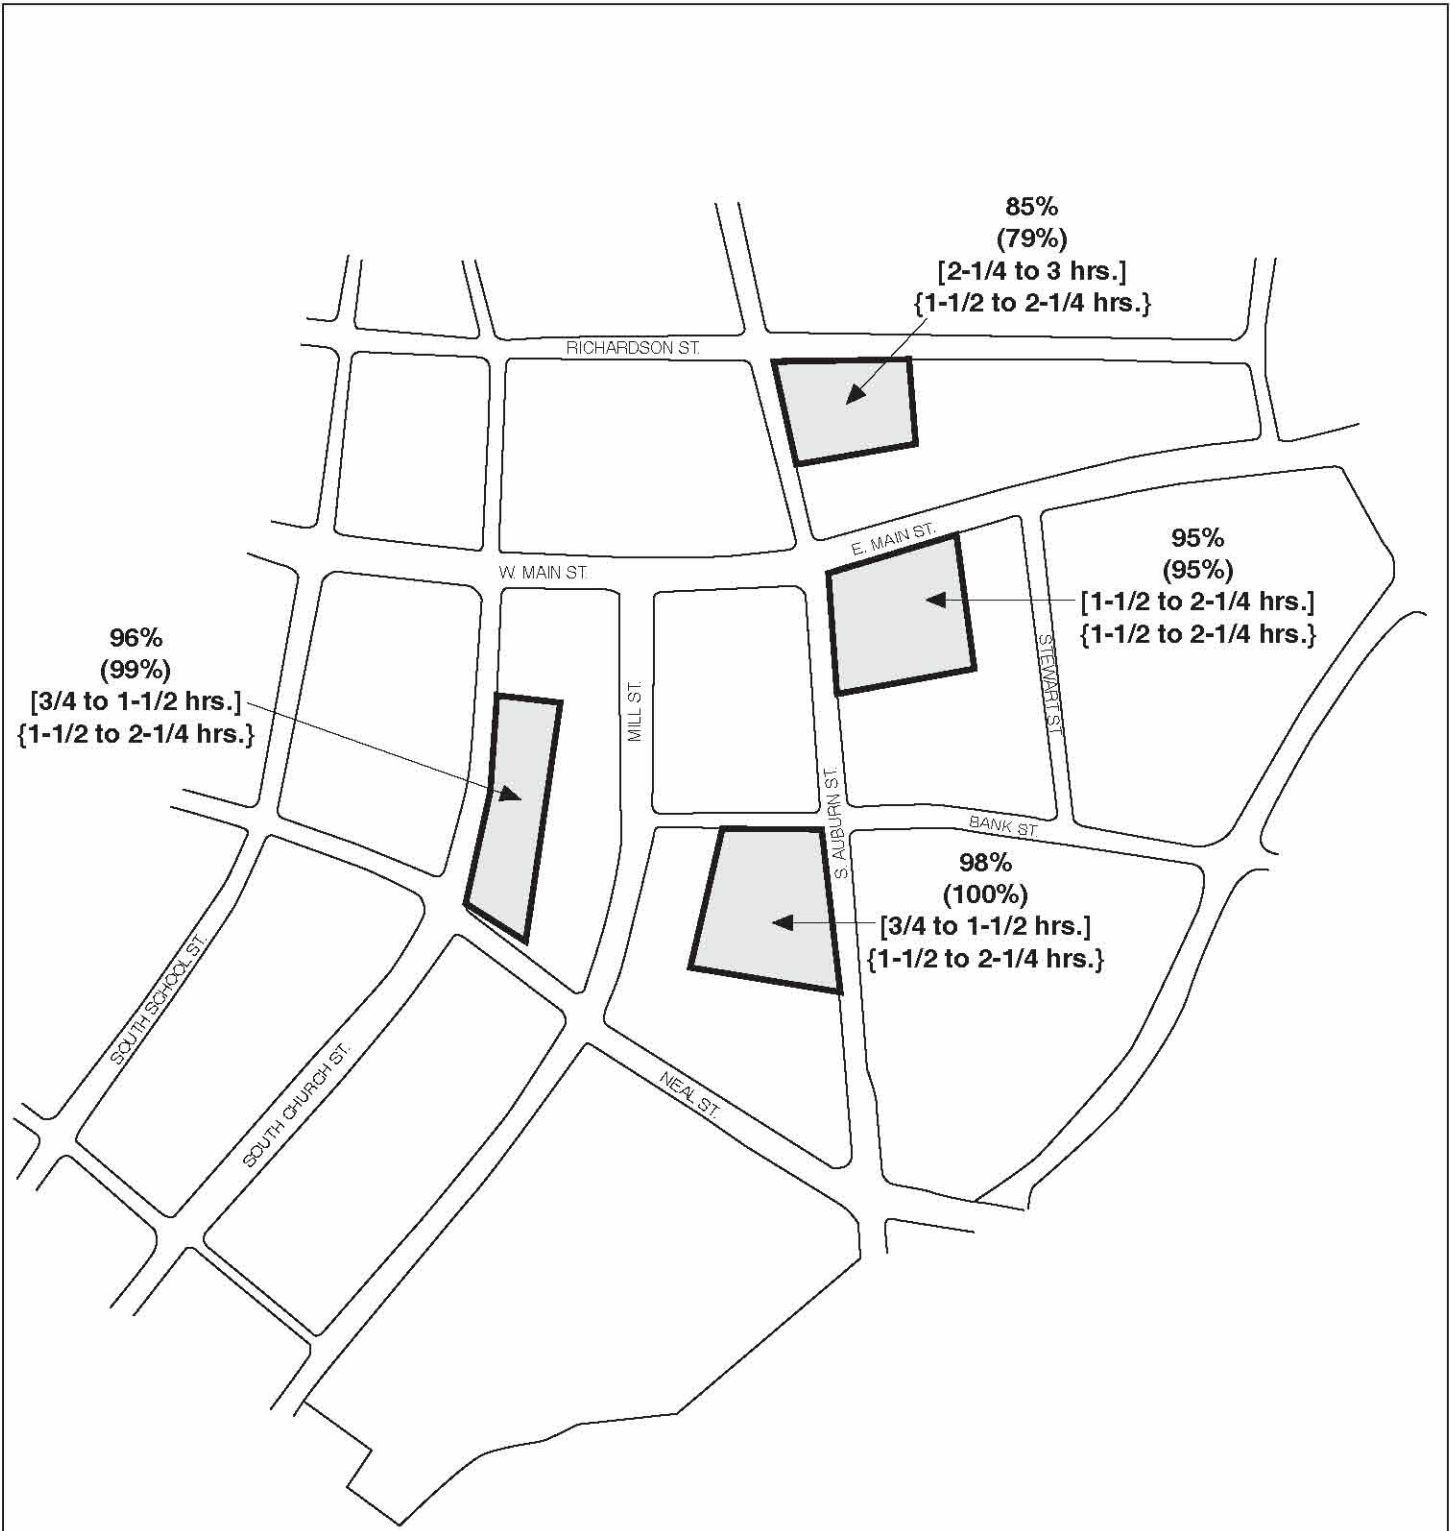 85%
(79%)
[2-1/4 to 3 hrs.]
{1-1/2 to 2-1/4 hrs.}
RICHARDSON ST.
E. MAIN ST.
W. MAIN ST.
95%
(95%)
[1-1/2 to 2-1/4 hrs.]
{1-1/2 to 2-1/4 hrs.}
STEWART ST
96%
(99%)
[3/4 to 1-1/2 hrs.]
{1-1/2 to 2-1/4 hrs.}
MILL ST.
S. AUBURN ST.
BANK ST.
98%
(100%)
[3/4 to 1-1/2 hrs.]
{1-1/2 to 2-1/4 hrs.}
SOUTH SCHOOL ST.
SOUTH CHURCH ST.
NEAL ST.